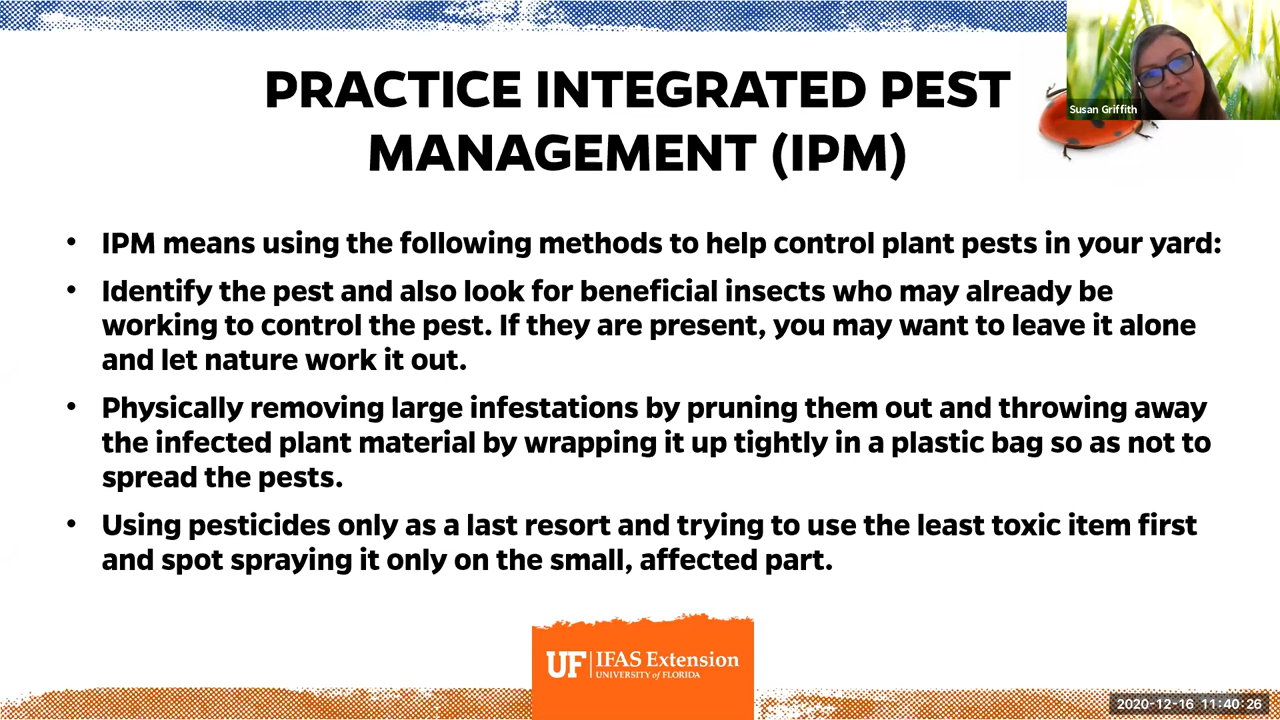 Susan Griffith
PRACTICE INTEGRATED PEST
MANAGEMENT (IPM)
• IPM means using the following methods to help control plant pests in your yard:
• Identify the pest and also look for beneficial insects who may already be
working to control the pest. If they are present, you may want to leave it alone
and let nature work it out.
• Physically removing large infestations by pruning them out and throwing away
the infected plant material by wrapping it up tightly in a plastic bag so as not to
spread the pests.
• Using pesticides only as a last resort and trying to use the least toxic item first
and spot spraying it only on the small, affected part.
UF IFAS Extension
UNIVERSITY of FLORIDA
2020-12-16 11:40:26